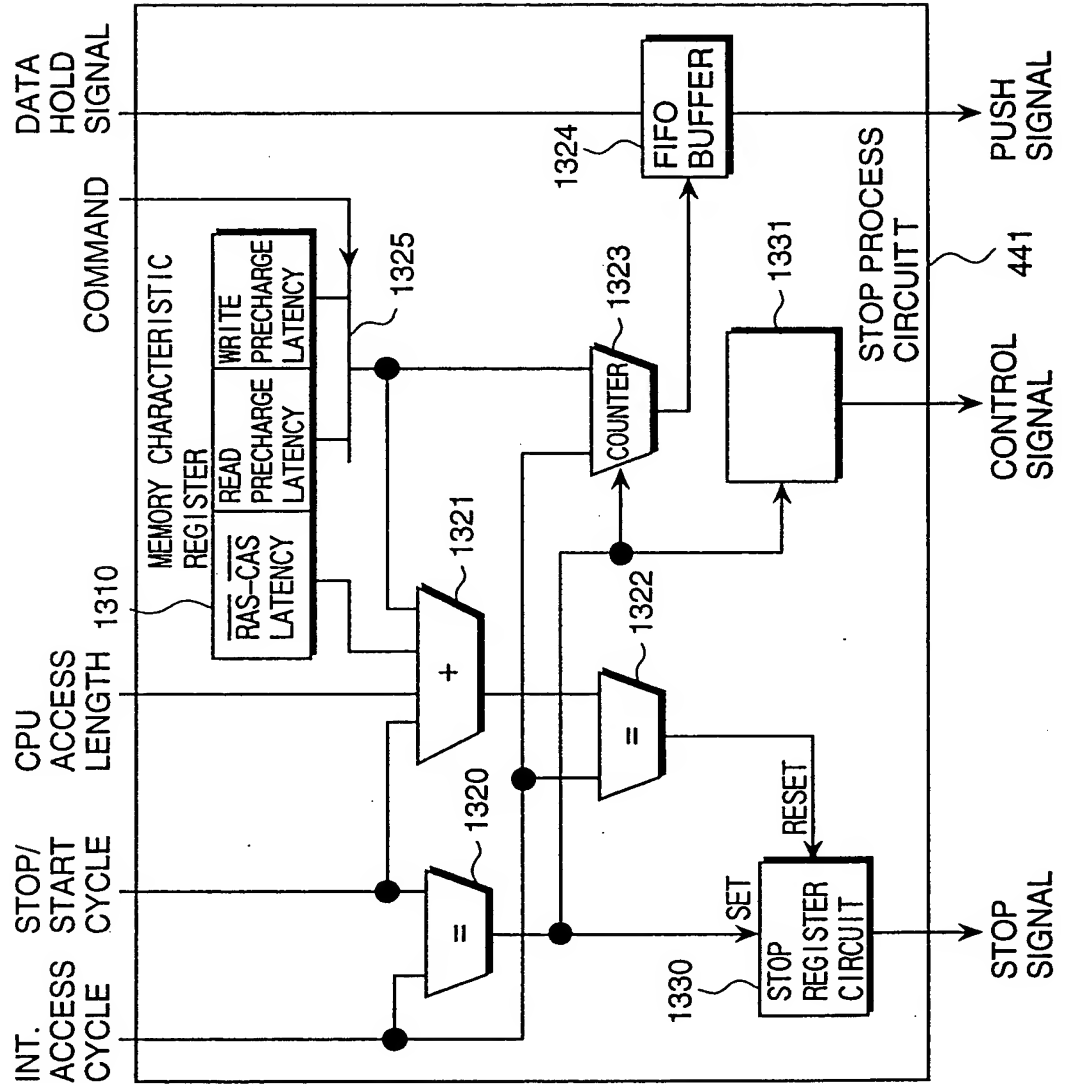 INT.
ACCESS
CYCLE
STOP/
START
CYCLE
CPU
ACCESS
LENGTH
1310
COMMAND
DATA
HOLD
SIGNAL
MEMORY CHARACTERISTIC
REGISTER
RAS-CAS
LATENCY
READ
PRECHARGE
LATENCY
WRITE
PRECHARGE
LATENCY
1325
=
1320
+
1321
=
1322
COUNTER
1323
1324
FIFO
BUFFER
SET
RESET
1330
STOP
REGISTER
CIRCUIT
1331
STOP PROCESS
CIRCUIT T
441
STOP
SIGNAL
CONTROL
SIGNAL
PUSH
SIGNAL